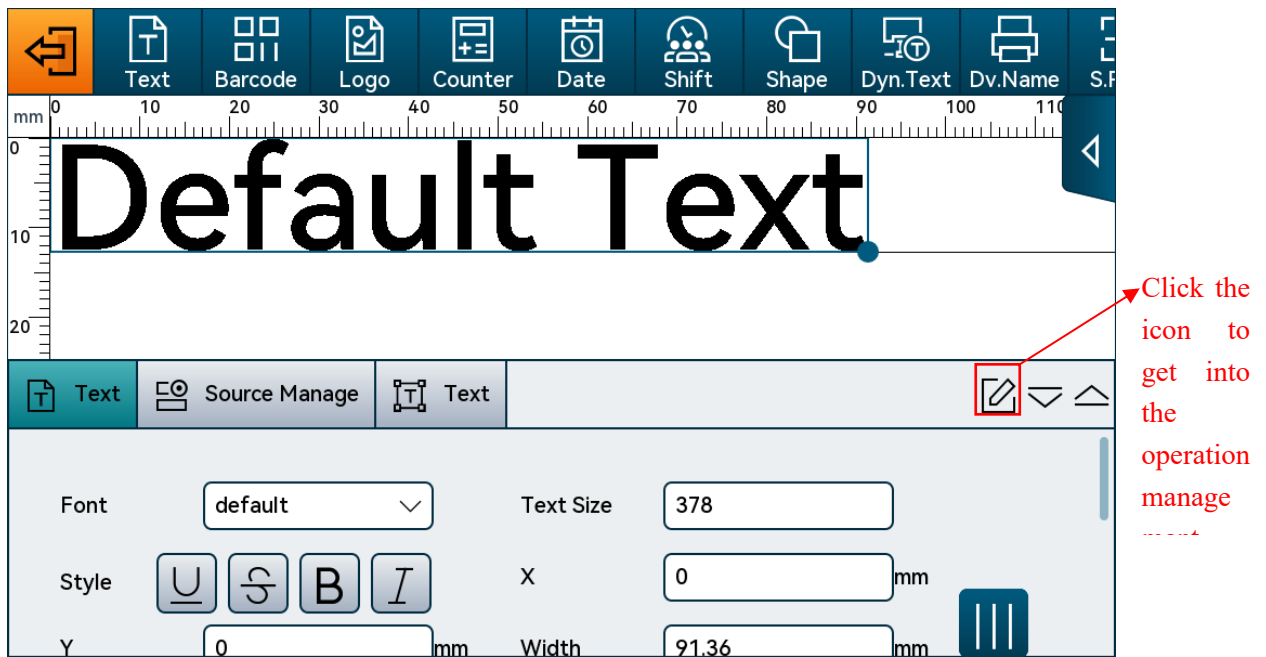 Text Barcode Logo Counter Date Shift Shape Dyn.Text Dv.Name
mm 0 10 20 30 40 50 60 70 80 90 100
0
Default Text
10
20
Click the
icon to
get into
the
operation
manage
Text Source Manage Text
Font default Text Size 378
Style U S B I X 0 mm
Y 0 mm Width 91.36 mm